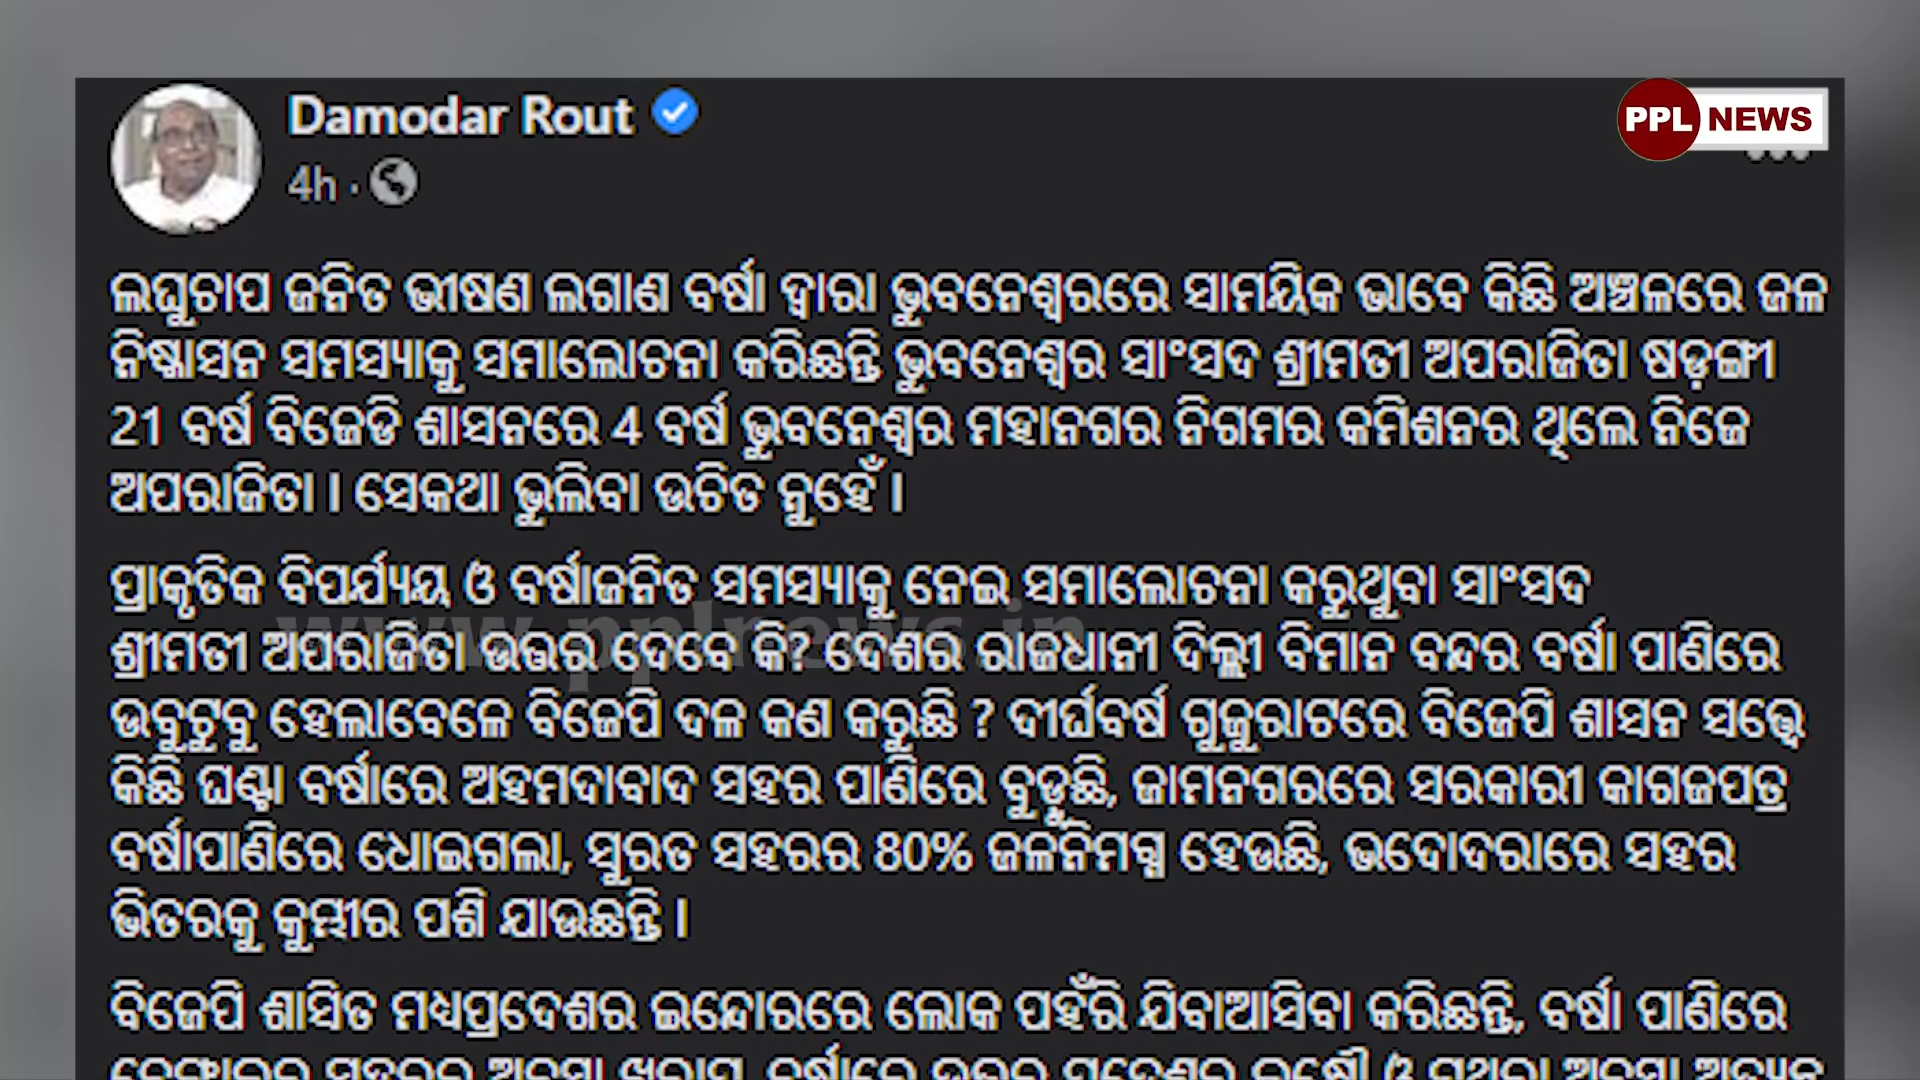 Damodar Rout
PPL NEWS
4h ·
ଲଘୁଚାପ ଜନିତ ଭୀଷଣ ଲଗାଣ ବର୍ଷା ଦ୍ୱାରା ଭୁବନେଶ୍ୱରରେ ସାମୟିକ ଭାବେ କିଛି ଅଞ୍ଚଳରେ ଜଳ
ନିଷ୍କାସନ ସମସ୍ୟାକୁ ସମାଲୋଚନା କରିଛନ୍ତି ଭୁବନେଶ୍ୱର ସାଂସଦ ଶ୍ରୀମତୀ ଅପରାଜିତା ଷଡ଼ଙ୍ଗୀ
21 ବର୍ଷ ବିଜେଡି ଶାସନରେ 4 ବର୍ଷ ଭୁବନେଶ୍ୱର ମହାନଗର ନିଗମର କମିଶନର ଥିଲେ ନିଜେ
ଅପରାଜିତା । ସେକଥା ଭୁଲିବା ଉଚିତ ନୁହେଁ ।
ପ୍ରାକୃତିକ ବିପର୍ଯ୍ୟୟ ଓ ବର୍ଷାଜନିତ ସମସ୍ୟାକୁ ନେଇ ସମାଲୋଚନା କରୁଥିବା ସାଂସଦ
ଶ୍ରୀମତୀ ଅପରାଜିତା ଉତ୍ତର ଦେବେ କି? ଦେଶର ରାଜଧାନୀ ଦିଲ୍ଲୀ ବିମାନ ବନ୍ଦର ବର୍ଷା ପାଣିରେ
www.pplnews.in
ଉବୁଟୁବୁ ହେଲାବେଳେ ବିଜେପି ଦଳ କଣ କରୁଛି ? ଦୀର୍ଘବର୍ଷ ଗୁଜୁରାଟରେ ବିଜେପି ଶାସନ ସତ୍ତ୍ୱେ
କିଛି ଘଣ୍ଟା ବର୍ଷାରେ ଅହମଦାବାଦ ସହର ପାଣିରେ ବୁଡୁଛି, ଜାମନଗରରେ ସରକାରୀ କାଗଜପତ୍ର
ବର୍ଷାପାଣିରେ ଧୋଇଗଲା, ସୁରତ ସହରର 80% ଜଳନିମଗ୍ନ ହେଉଛି, ଭଦୋଦରାରେ ସହର
ଭିତରକୁ କୁମ୍ଭୀର ପଶି ଯାଉଛନ୍ତି ।
ବିଜେପି ଶାସିତ ମଧ୍ୟପ୍ରଦେଶର ଇନ୍ଦୋରରେ ଲୋକ ପହଁରି ଯିବାଆସିବା କରିଛନ୍ତି, ବର୍ଷା ପାଣିରେ